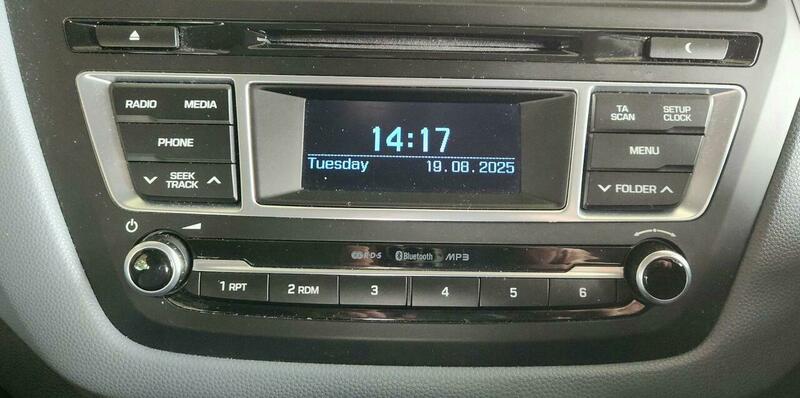 RADIO MEDIA
PHONE
SEEK
TRACK
14:17
Tuesday 19.08.2025
TA
SCAN
SETUP
CLOCK
MENU
FOLDER
R·D·S Bluetooth MP3
1 RPT 2 RDM 3 4 5 6